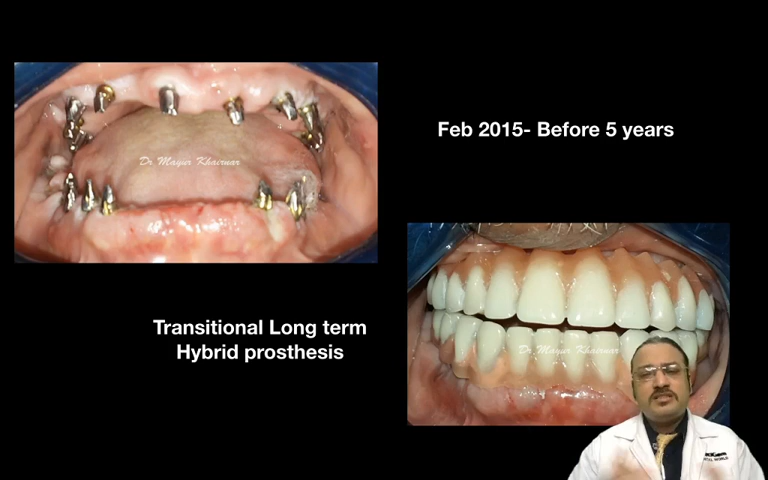 Dr Mayur Khairnar
Feb 2015- Before 5 years
Transitional Long term
Hybrid prosthesis
Dr Mayur Khairnar